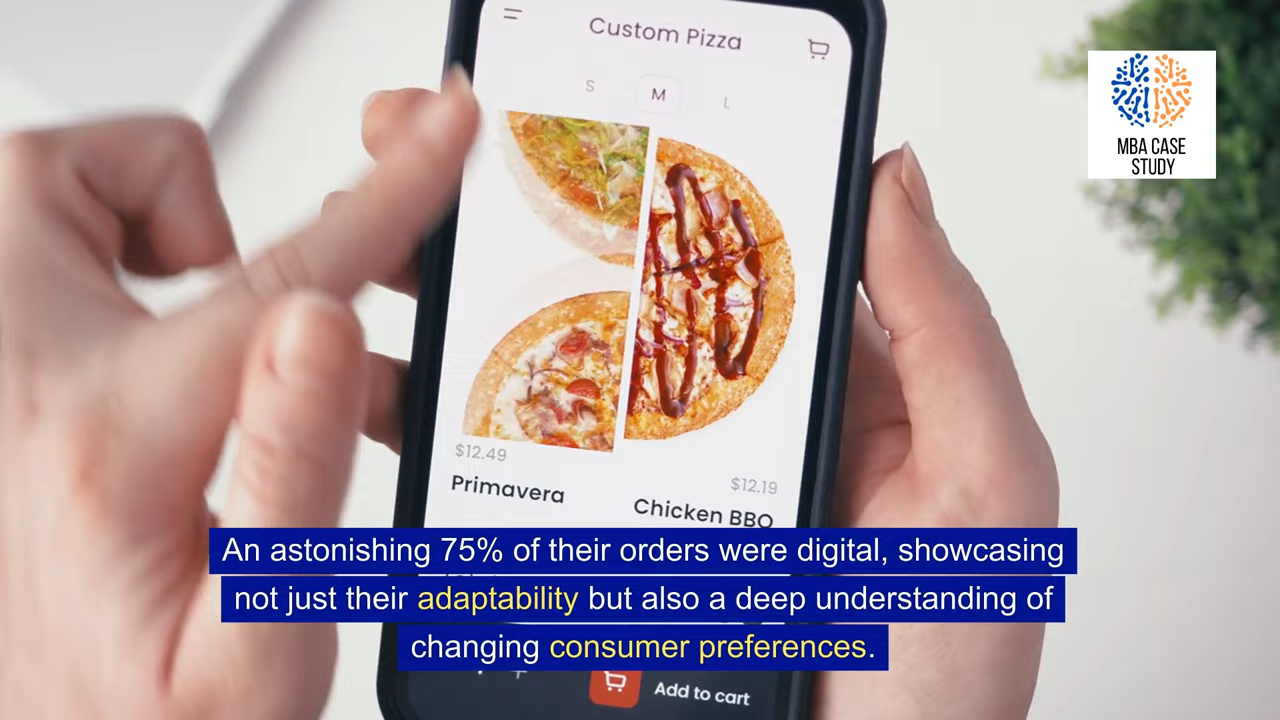 Custom Pizza
S M L
MBA CASE
STUDY
$12.49
Primavera
$12.19
Chicken BBQ
An astonishing 75% of their orders were digital, showcasing
not just their adaptability but also a deep understanding of
changing consumer preferences.
Add to cart